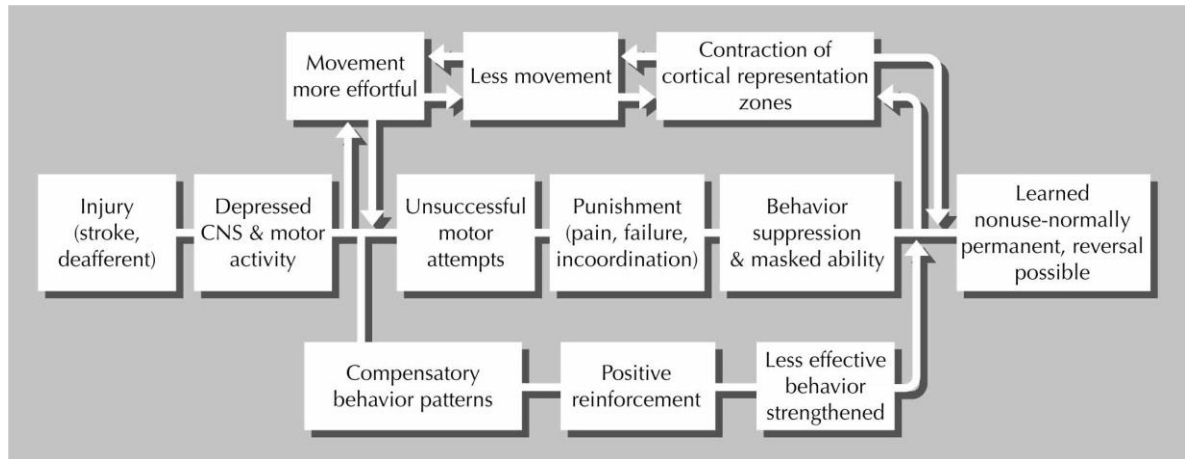 Movement
more effortful
Less movement
Contraction of
cortical representation
zones
Injury
(stroke,
deafferent)
Depressed
CNS & motor
activity
Unsuccessful
motor
attempts
Punishment
(pain, failure,
incoordination)
Behavior
suppression
& masked ability
Learned
nonuse-normally
permanent, reversal
possible
Compensatory
behavior patterns
Positive
reinforcement
Less effective
behavior
strengthened